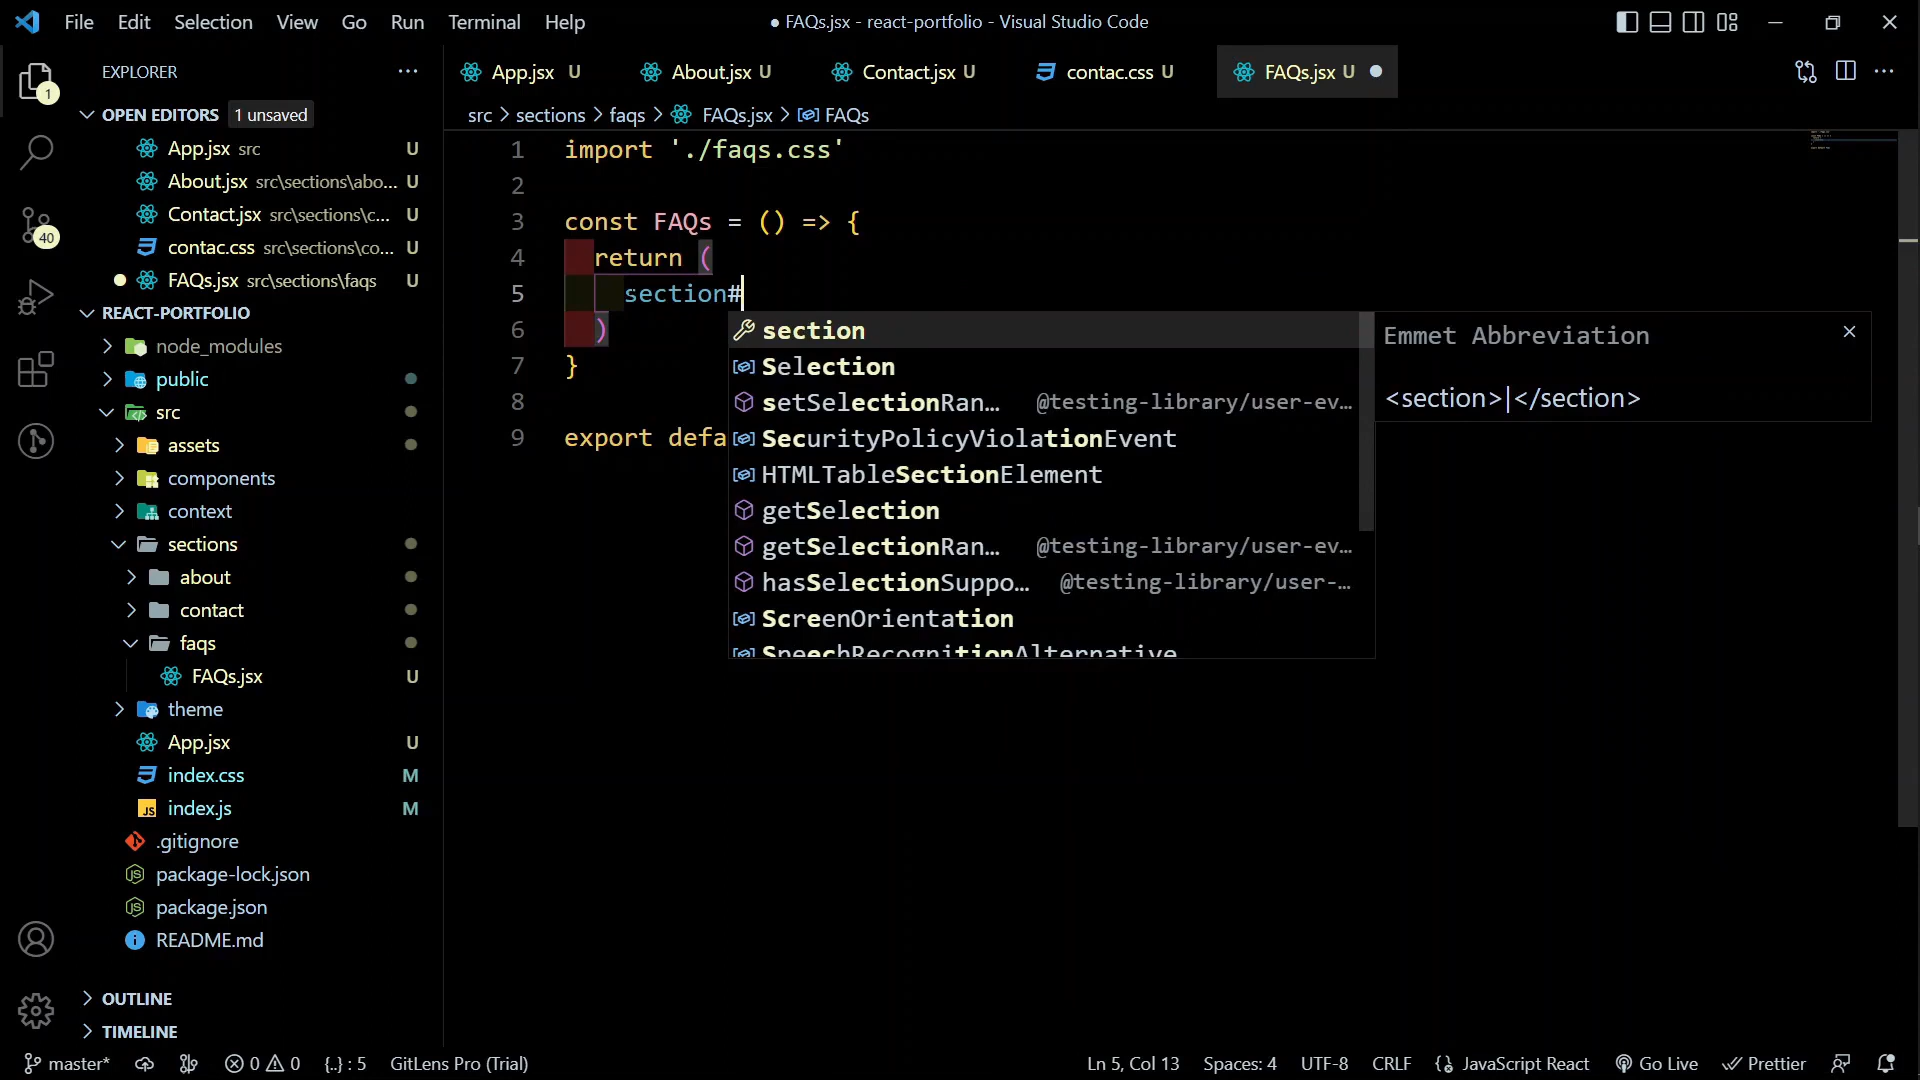 File Edit Selection View Go Run Terminal Help
● FAQs.jsx - react-portfolio - Visual Studio Code
EXPLORER
OPEN EDITORS 1 unsaved
App.jsx src U
About.jsx src\sections\abo... U
Contact.jsx src\sections\c... U
contac.css src\sections\co... U
FAQs.jsx src\sections\faqs U
REACT-PORTFOLIO
node_modules
public
src
assets
components
context
sections
about
contact
faqs
FAQs.jsx U
theme
App.jsx U
index.css M
index.js M
.gitignore
package-lock.json
package.json
README.md
OUTLINE
TIMELINE
1
40
App.jsx U About.jsx U Contact.jsx U contac.css U FAQs.jsx U
src > sections > faqs > FAQs.jsx > FAQs
1 import './faqs.css'
2
3 const FAQs = () => {
4 return (
5 section#
6 )
7 }
8
9 export defa
section
Selection
setSelectionRan... @testing-library/user-ev...
SecurityPolicyViolationEvent
HTMLTableSectionElement
getSelection
getSelectionRan... @testing-library/user-ev...
hasSelectionSuppo... @testing-library/user-...
ScreenOrientation
SpeechRecognitionAlternative
Emmet Abbreviation
<section>|</section>
master* 0 0 {..} : 5 GitLens Pro (Trial)
Ln 5, Col 13 Spaces: 4 UTF-8 CRLF JavaScript React Go Live Prettier